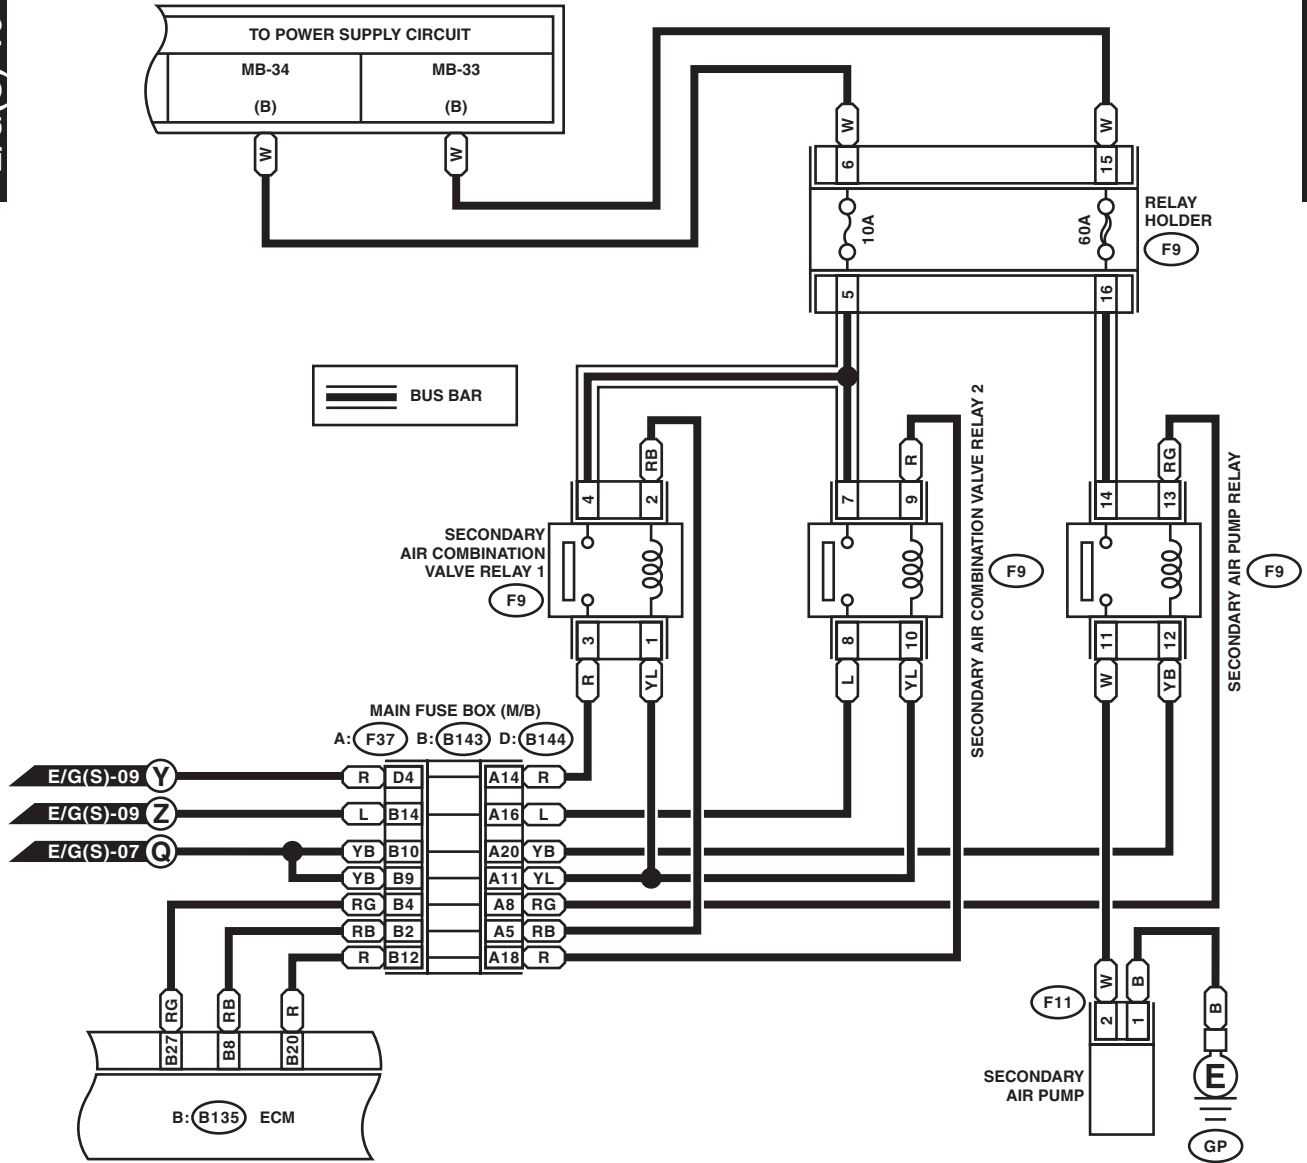 TO POWER SUPPLY CIRCUIT
MB-34
MB-33
(B)
(B)
W
W
W
W
6
15
10A
60A
RELAY
HOLDER
F9
5
16
BUS BAR
RB
R
RG
4
2
7
9
14
13
SECONDARY
AIR COMBINATION
VALVE RELAY 1
F9
SECONDARY AIR COMBINATION VALVE RELAY 2
F9
SECONDARY AIR PUMP RELAY
F9
3
1
8
10
11
12
R
YL
L
YL
W
YB
MAIN FUSE BOX (M/B)
A: F37 B: B143 D: B144
E/G(S)-09 Y R D4 A14 R
E/G(S)-09 Z L B14 A16 L
E/G(S)-07 Q YB B10 A20 YB
YB B9 A11 YL
RG B4 A8 RG
RB B2 A5 RB
R B12 A18 R
RG
RB
R
B27
B8
B20
B: B135 ECM
W
B
F11
2
1
B
SECONDARY
AIR PUMP
E
GP